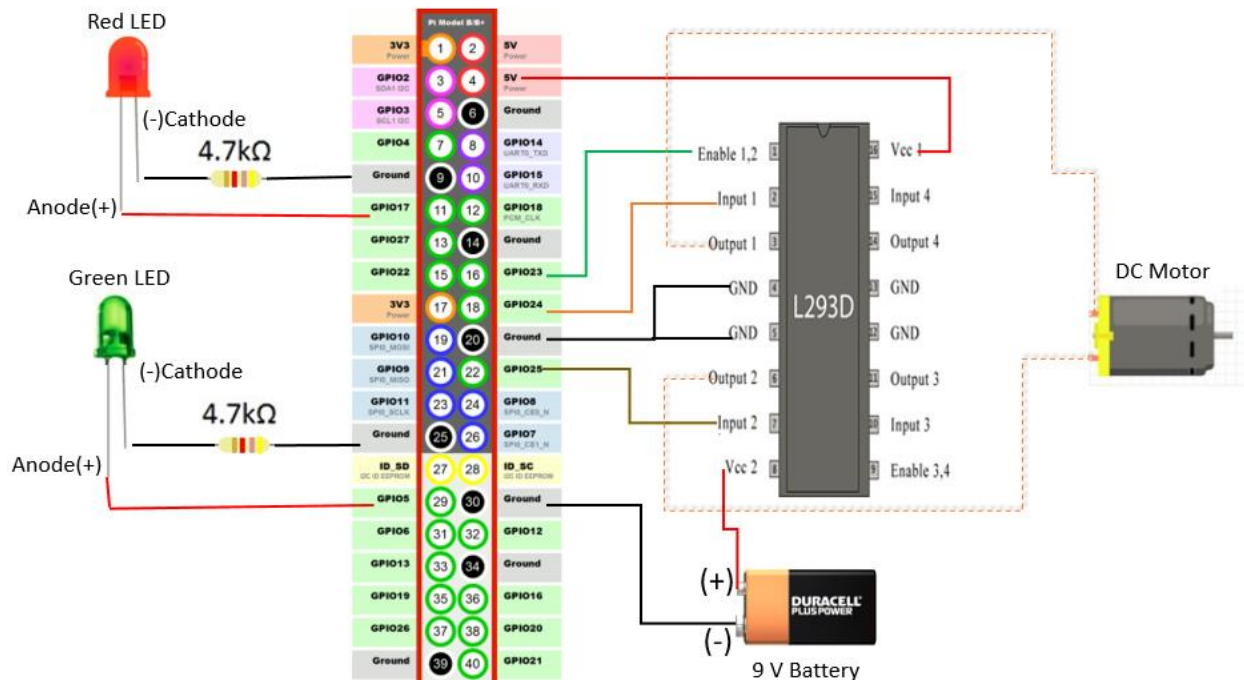 Red LED
(-)Cathode
4.7kΩ
Anode(+)
Green LED
(-)Cathode
4.7kΩ
Anode(+)
Pi Model B/B+
3V3
Power
1
2
5V
Power
GPIO2
SDA1 I2C
3
4
5V
Power
GPIO3
SCL1 I2C
5
6
Ground
GPIO4
7
8
GPIO14
UART0_TXD
Ground
9
10
GPIO15
UART0_RXD
GPIO17
11
12
GPIO18
PCM_CLK
GPIO27
13
14
Ground
GPIO22
15
16
GPIO23
3V3
Power
17
18
GPIO24
GPIO10
SPI0_MOSI
19
20
Ground
GPIO9
SPI0_MISO
21
22
GPIO25
GPIO11
SPI0_SCLK
23
24
GPIO8
SPI0_CE0_N
Ground
25
26
GPIO7
SPI0_CE1_N
ID_SD
I2C ID EEPROM
27
28
ID_SC
I2C ID EEPROM
GPIO5
29
30
Ground
GPIO6
31
32
GPIO12
GPIO13
33
34
Ground
GPIO19
35
36
GPIO16
GPIO26
37
38
GPIO20
Ground
39
40
GPIO21
Enable 1,2
1
16
Vcc 1
Input 1
2
15
Input 4
Output 1
3
14
Output 4
GND
4
13
GND
L293D
GND
5
12
GND
Output 2
6
11
Output 3
Input 2
7
10
Input 3
Vcc 2
8
9
Enable 3,4
DC Motor
(+)
(-)
DURACELL
PLUS POWER
9 V Battery